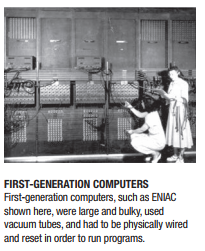 FIRST-GENERATION COMPUTERS
First-generation computers, such as ENIAC
shown here, were large and bulky, used
vacuum tubes, and had to be physically wired
and reset in order to run programs.